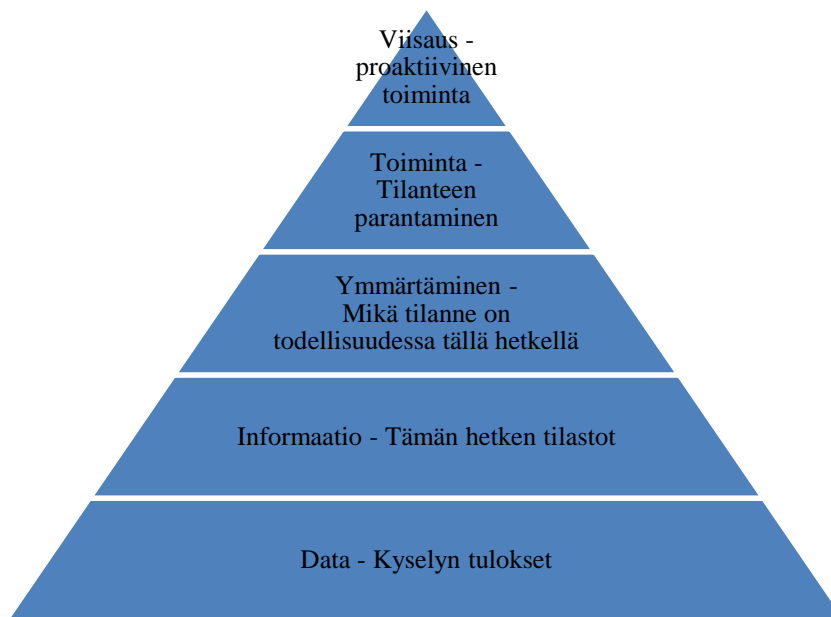 Viisaus -
proaktiivinen
toiminta
Toiminta -
Tilanteen
parantaminen
Ymmärtäminen -
Mikä tilanne on
todellisuudessa tällä hetkellä
Informaatio - Tämän hetken tilastot
Data - Kyselyn tulokset